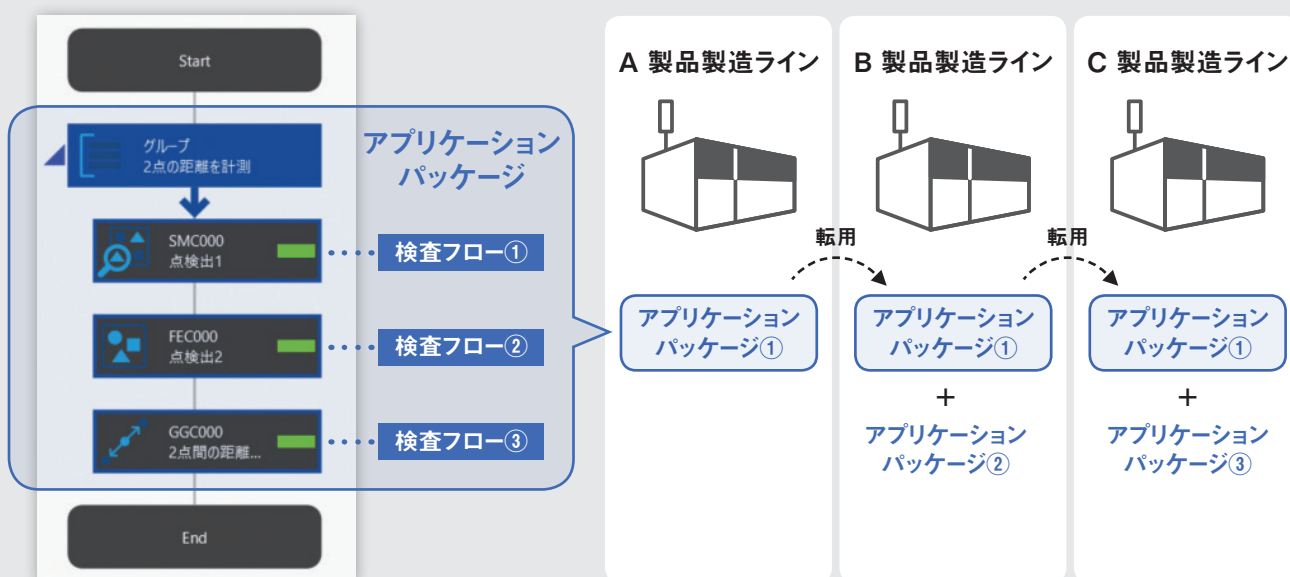 Start
グループ
2点の距離を計測
アプリケーション
パッケージ
SMC000
点検出1
検査フロー①
FEC000
点検出2
検査フロー②
GGC000
2点間の距離...
検査フロー③
End
A 製品製造ライン
B 製品製造ライン
C 製品製造ライン
転用
転用
アプリケーション
パッケージ①
アプリケーション
パッケージ①
+
アプリケーション
パッケージ②
アプリケーション
パッケージ①
+
アプリケーション
パッケージ③